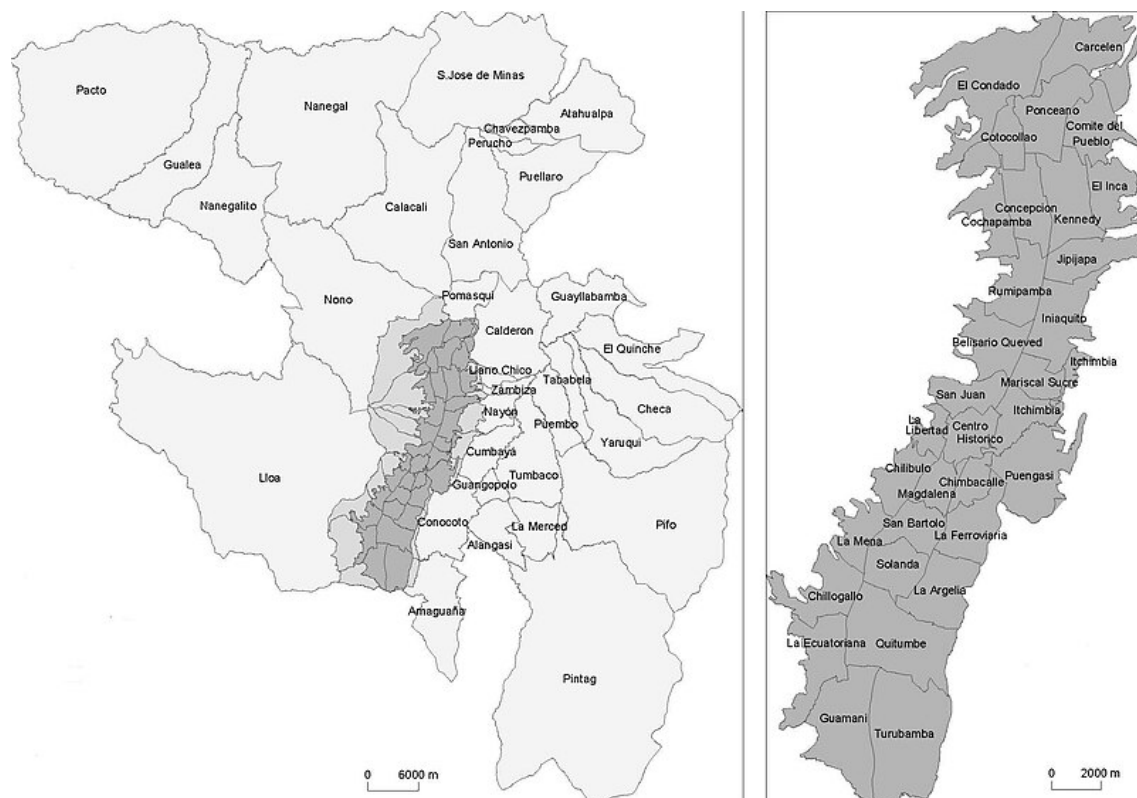 S.Jose de Minas
Pacto
Nanegal
Atahualpa
Chavezpamba
Perucho
Gualea
Puellaro
Nanegalito
Calacali
San Antonio
Pomasqui
Guayllabamba
Nono
Calderon
El Quinche
Llano Chico
Tababela
Zambiza
Checa
Nayón
Puembo
Yaruqui
Cumbayá
Lloa
Tumbaco
Guangopolo
Conocoto
La Merced
Pifo
Alangasi
Amaguaña
Pintag
0 6000 m
Carcelen
El Condado
Ponceano
Comite del
Pueblo
Cotocollao
El Inca
Concepcion
Kennedy
Cochapamba
Jipijapa
Rumipamba
Iniaquito
Belisario Queved
Itchimbia
Mariscal Sucre
San Juan
Itchimbia
La
Libertad
Centro
Historico
Chilibulo
Chimbacalle
Puengasi
Magdalena
San Bartolo
La Mena
La Ferroviaria
Solanda
La Argelia
Chillogallo
La Ecuatoriana
Quitumbe
Guamani
Turubamba
0 2000 m